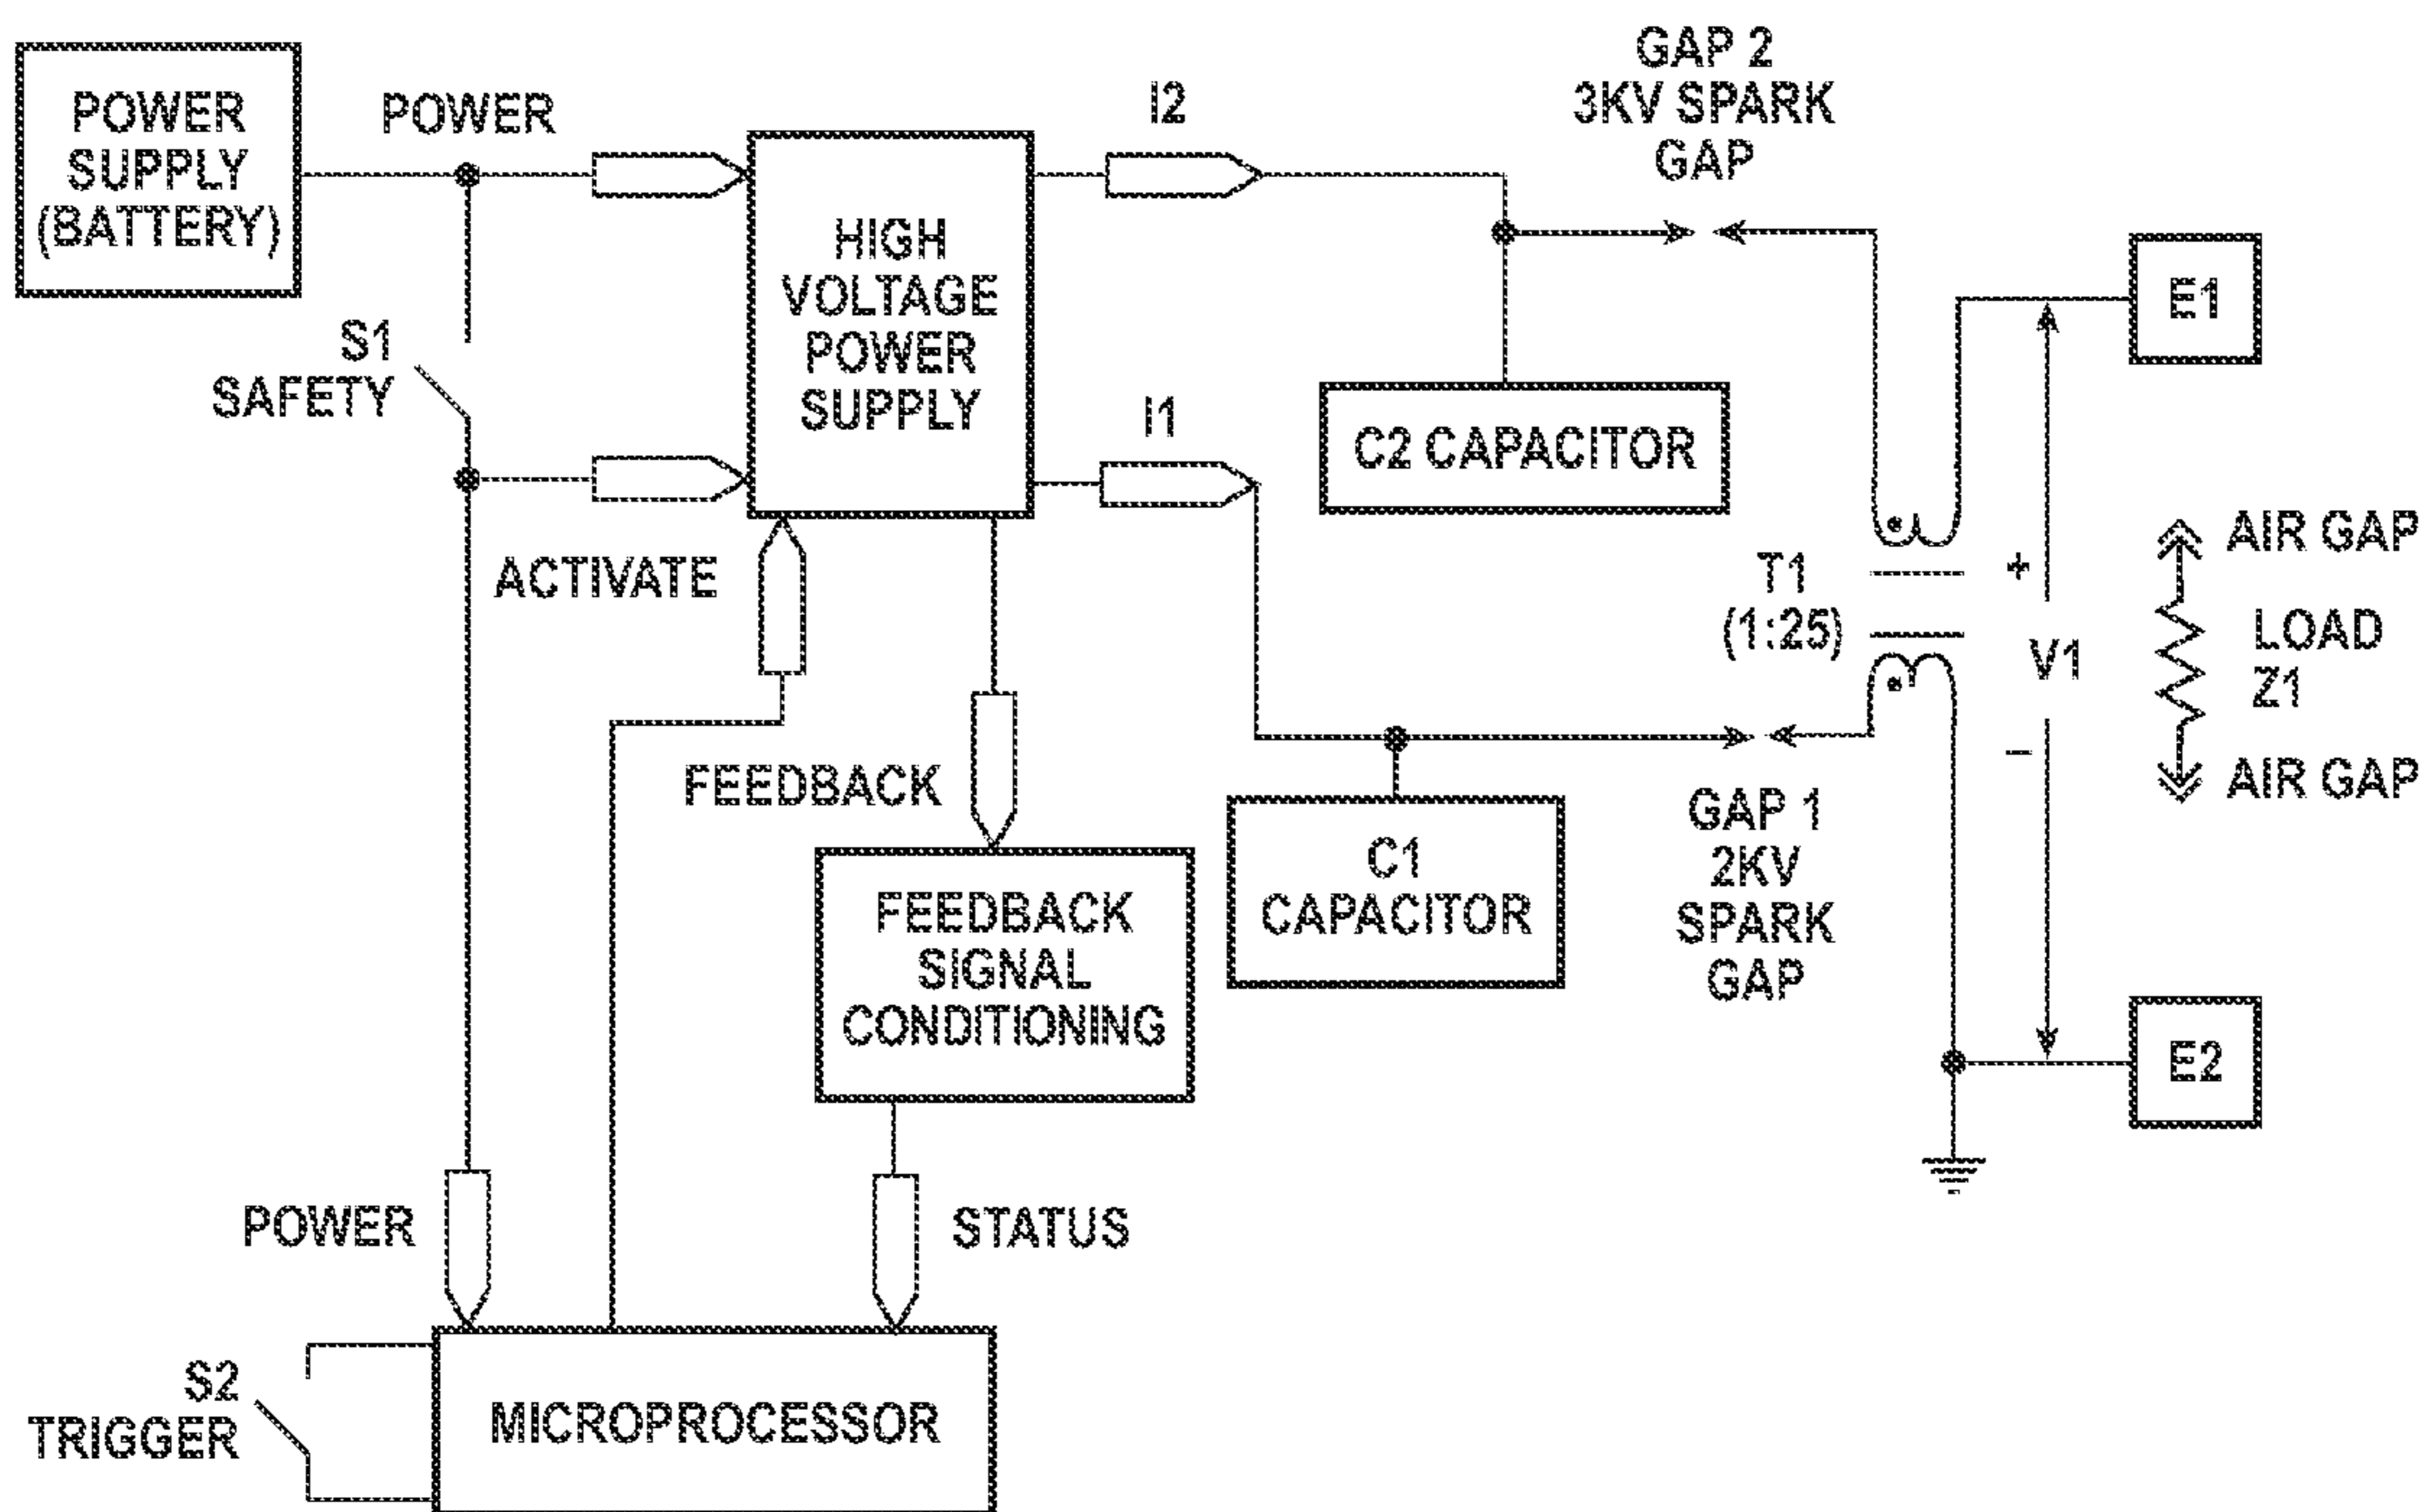 POWER
SUPPLY
(BATTERY)
POWER
S1
SAFETY
HIGH
VOLTAGE
POWER
SUPPLY
I2
GAP 2
3KV SPARK
GAP
E1
C2 CAPACITOR
I1
ACTIVATE
T1
(1:25)
+
V1
–
AIR GAP
LOAD
Z1
AIR GAP
FEEDBACK
C1
CAPACITOR
GAP 1
2KV
SPARK
GAP
FEEDBACK
SIGNAL
CONDITIONING
E2
POWER
STATUS
S2
TRIGGER
MICROPROCESSOR